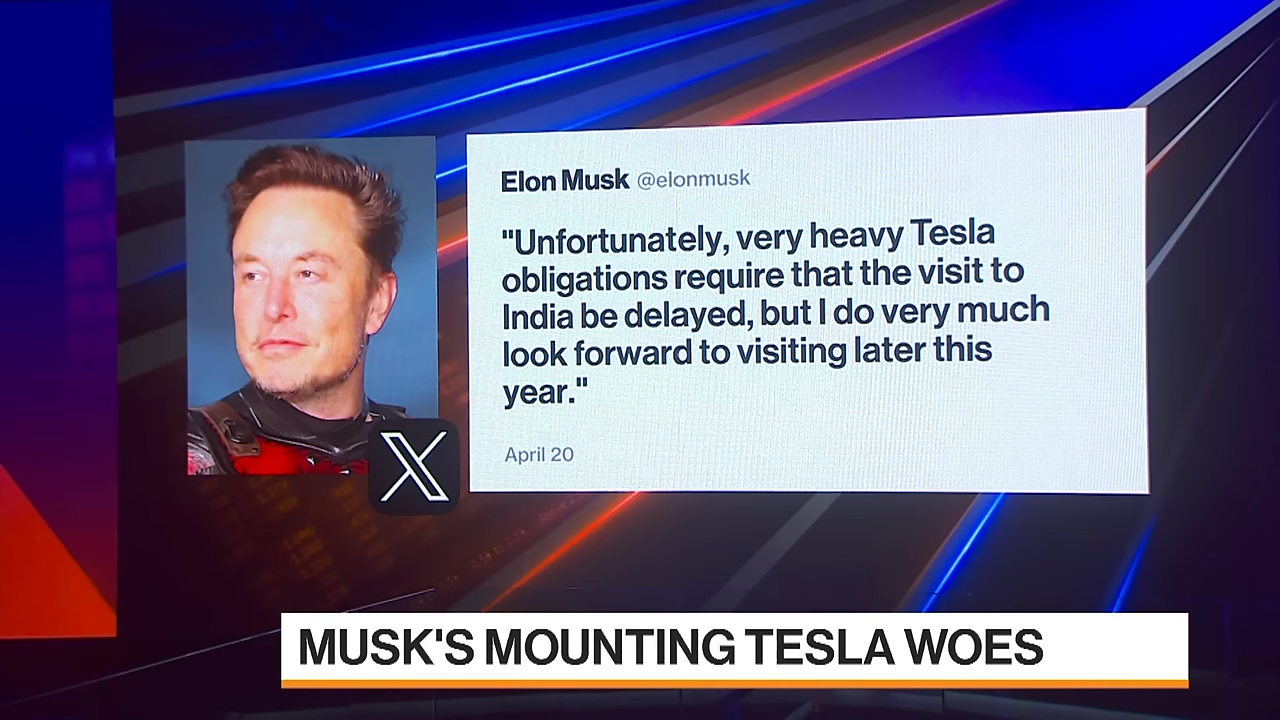 Elon Musk @elonmusk
"Unfortunately, very heavy Tesla
obligations require that the visit to
India be delayed, but I do very much
look forward to visiting later this
year."
April 20
X
MUSK'S MOUNTING TESLA WOES